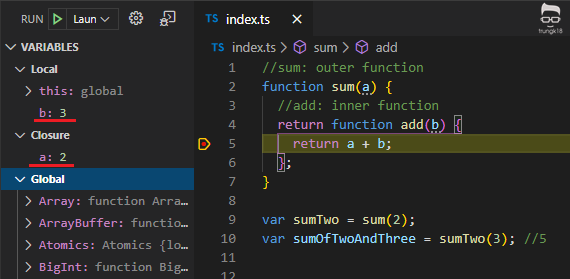 RUN Laun
index.ts
trungk18
VARIABLES
Local
this: global
b: 3
Closure
a: 2
Global
Array: function Arra...
ArrayBuffer: functio...
Atomics: Atomics {lo...
BigInt: function Big...
index.ts > sum > add
1 //sum: outer function
2 function sum(a) {
3 //add: inner function
4 return function add(b) {
5 return a + b;
6 };
7 }
8
9 var sumTwo = sum(2);
10 var sumOfTwoAndThree = sumTwo(3); //5
11
12